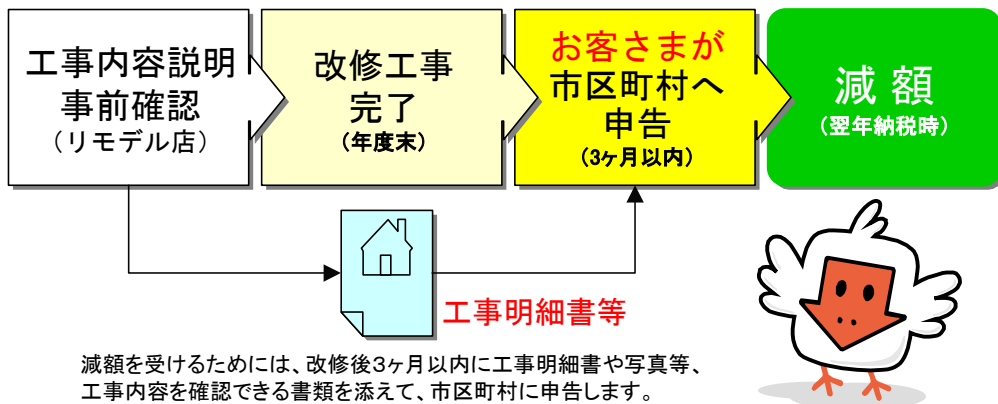 工事内容説明
事前確認
(リモデル店)
改修工事
完了
(年度末)
お客さまが
市区町村へ
申告
(3ヶ月以内)
減 額
(翌年納税時)
工事明細書等
減額を受けるためには、改修後3ヶ月以内に工事明細書や写真等、
工事内容を確認できる書類を添えて、市区町村に申告します。